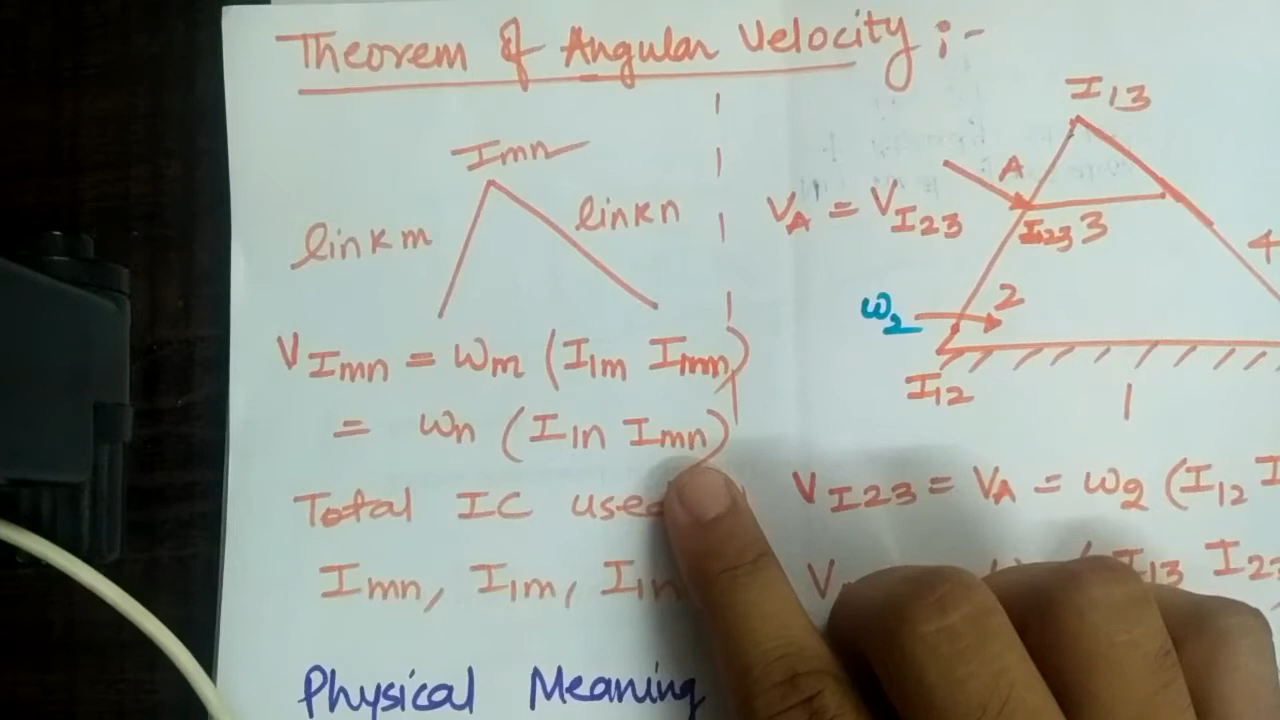 Theorem of Angular Velocity ;-
Imn
link m
link n
VImn = ωm (I1m Imn)
= ωn (I1n Imn)
Total IC used
Imn, I1m, I1n
Physical Meaning
I13
A
VA = VI23
I23 3
4
ω2
2
I12
1
VI23 = VA = ω2 (I12
I13 I23